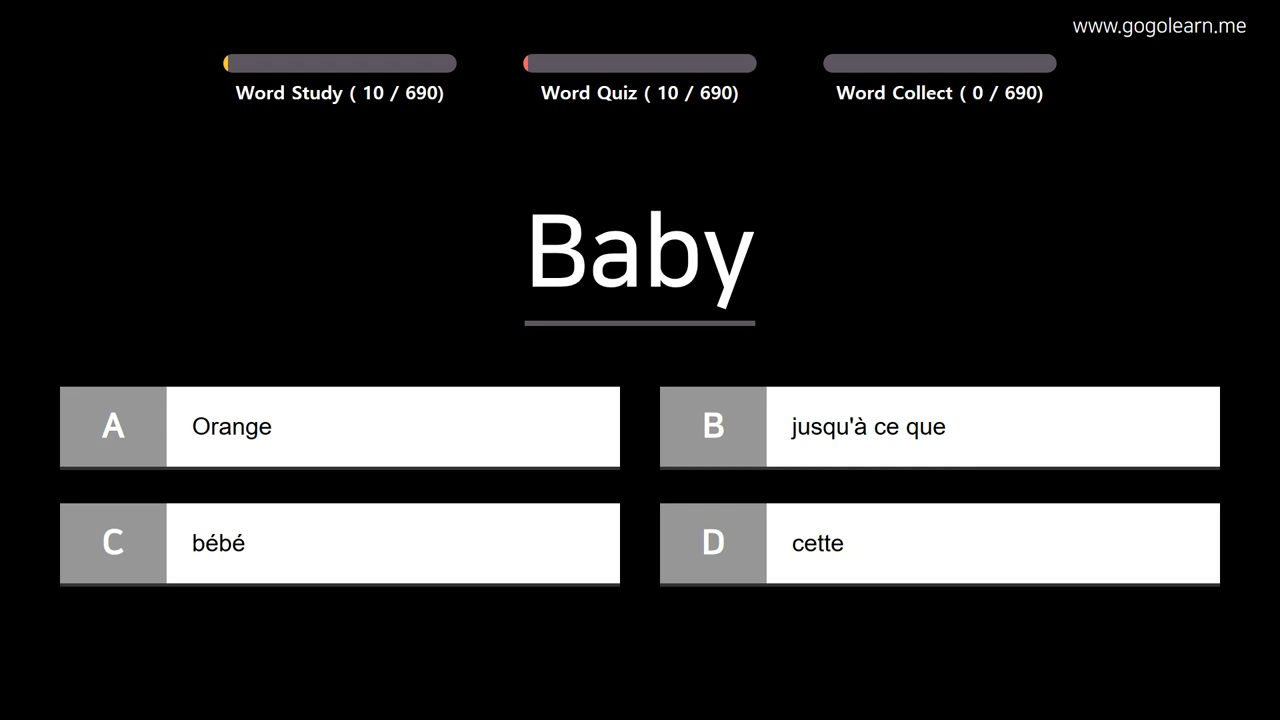 www.gogolearn.me
Word Study ( 10 / 690)
Word Quiz ( 10 / 690)
Word Collect ( 0 / 690)
Baby
A Orange
B jusqu'à ce que
C bébé
D cette